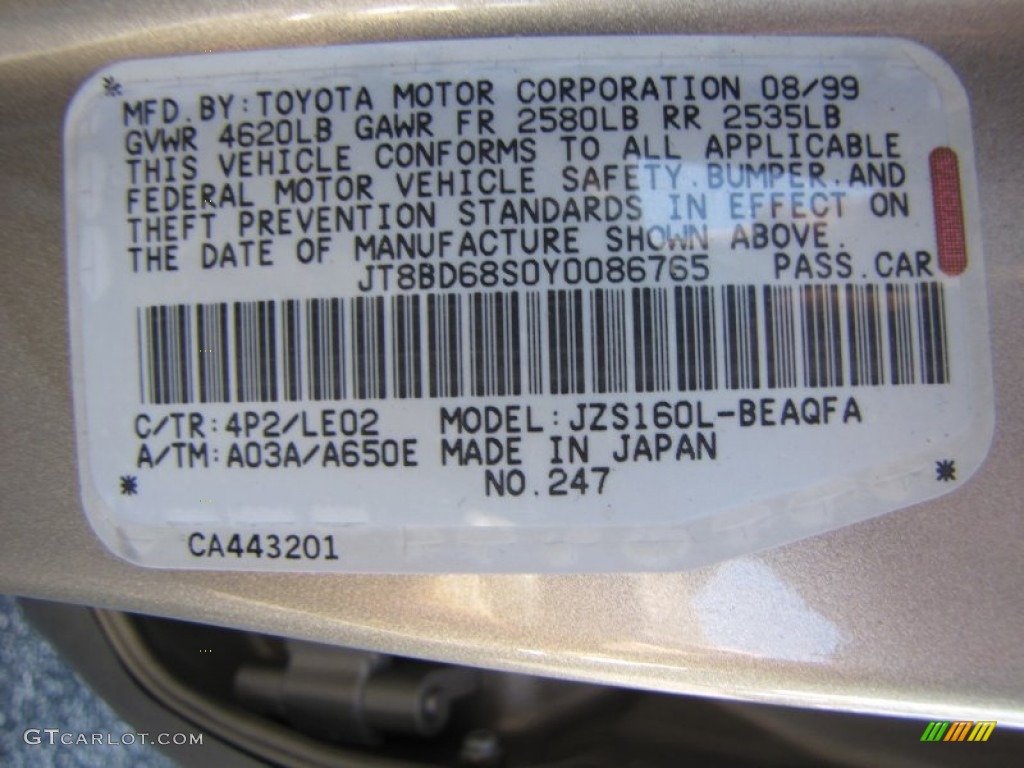 MFD.BY:TOYOTA MOTOR CORPORATION 08/99
GVWR 4620LB GAWR FR 2580LB RR 2535LB
THIS VEHICLE CONFORMS TO ALL APPLICABLE
FEDERAL MOTOR VEHICLE SAFETY.BUMPER.AND
THEFT PREVENTION STANDARDS IN EFFECT ON
THE DATE OF MANUFACTURE SHOWN ABOVE.
JT8BD68S0Y0086765 PASS.CAR
C/TR:4P2/LE02 MODEL:JZS160L-BEAQFA
A/TM:A03A/A650E MADE IN JAPAN
NO.247
CA443201
GTCARLOT.COM